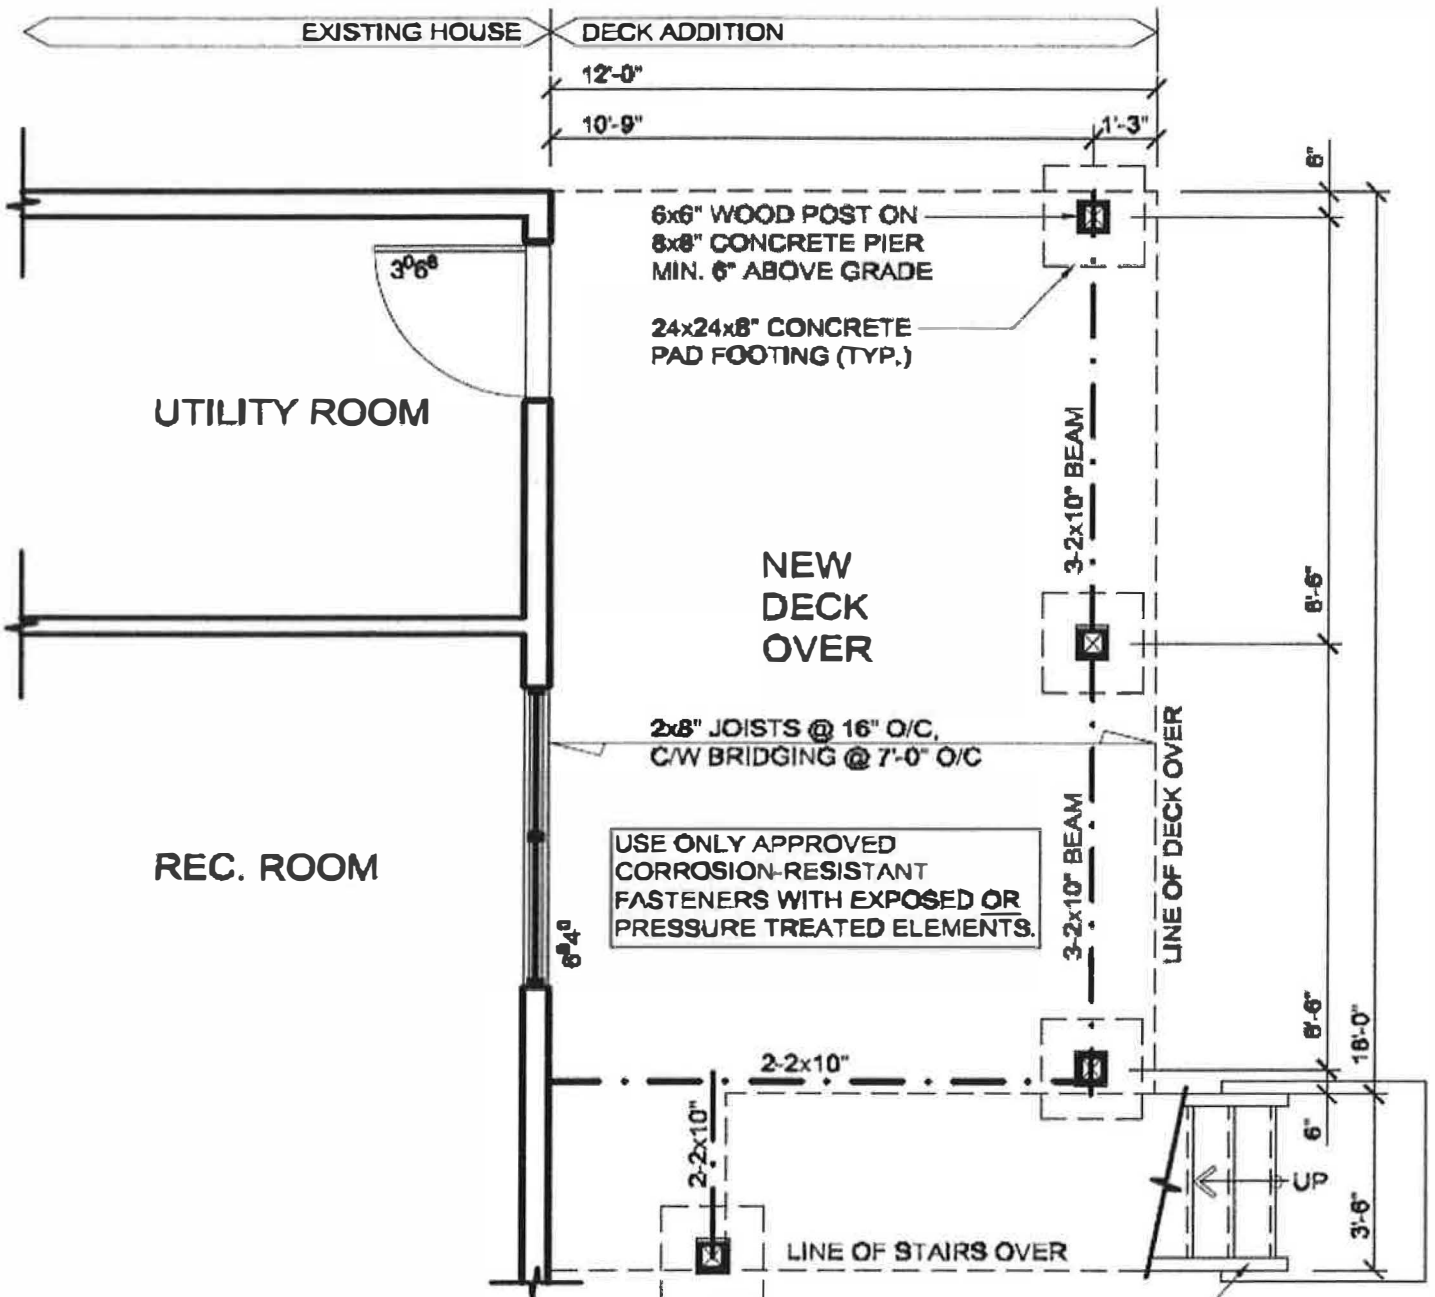 EXISTING HOUSE
DECK ADDITION
12'-0"
10'-9"
1'-3"
6"
6x6" WOOD POST ON
8x8" CONCRETE PIER
MIN. 6" ABOVE GRADE
3⁰6⁸
24x24x8" CONCRETE
PAD FOOTING (TYP.)
UTILITY ROOM
3-2x10" BEAM
NEW
DECK
OVER
8'-6"
2x8" JOISTS @ 16" O/C,
C/W BRIDGING @ 7'-0" O/C
LINE OF DECK OVER
REC. ROOM
USE ONLY APPROVED
CORROSION-RESISTANT
FASTENERS WITH EXPOSED OR
PRESSURE TREATED ELEMENTS.
3-2x10" BEAM
8'-6"
18'-0"
2-2x10"
2-2x10"
6"
UP
3'-6"
LINE OF STAIRS OVER